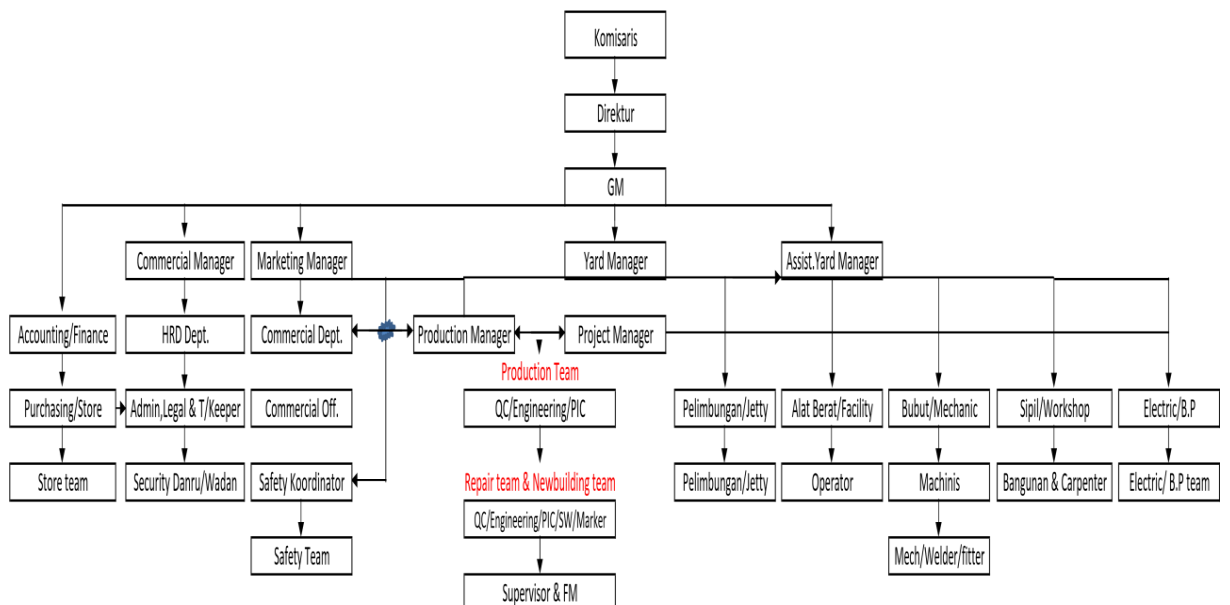 Komisaris
Direktur
GM
Commercial Manager
Marketing Manager
Yard Manager
Assist.Yard Manager
Accounting/Finance
HRD Dept.
Commercial Dept.
Production Manager
Project Manager
Production Team
Purchasing/Store
Admin,Legal & T/Keeper
Commercial Off.
QC/Engineering/PIC
Pelimbungan/Jetty
Alat Berat/Facility
Bubut/Mechanic
Sipil/Workshop
Electric/B.P
Store team
Security Danru/Wadan
Safety Koordinator
Repair team & Newbuilding team
Pelimbungan/Jetty
Operator
Machinis
Bangunan & Carpenter
Electric/ B.P team
QC/Engineering/PIC/SW/Marker
Safety Team
Mech/Welder/fitter
Supervisor & FM